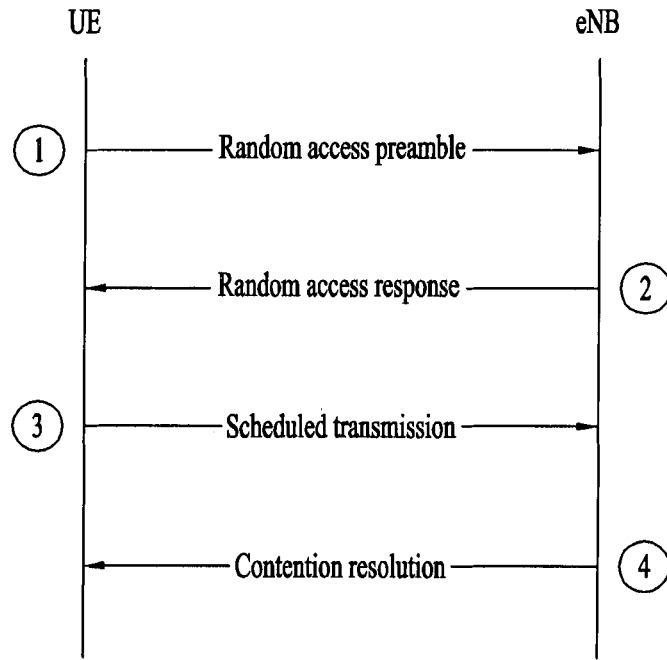 UE
eNB
1
Random access preamble
Random access response
2
3
Scheduled transmission
Contention resolution
4